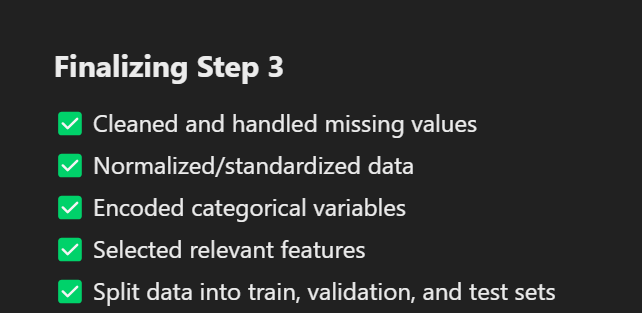 Finalizing Step 3
Cleaned and handled missing values
Normalized/standardized data
Encoded categorical variables
Selected relevant features
Split data into train, validation, and test sets